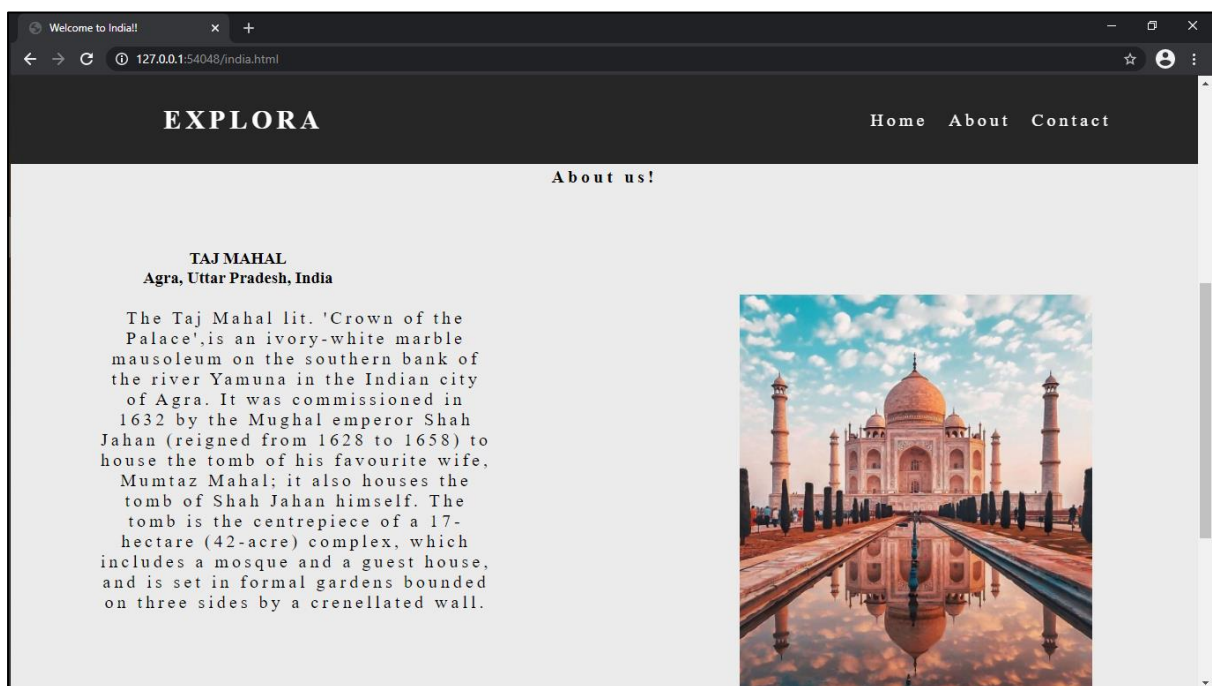 Welcome to India!!
127.0.0.1:54048/india.html
EXPLORA
Home About Contact
About us!
TAJ MAHAL
Agra, Uttar Pradesh, India
The Taj Mahal lit. 'Crown of the
Palace',is an ivory-white marble
mausoleum on the southern bank of
the river Yamuna in the Indian city
of Agra. It was commissioned in
1632 by the Mughal emperor Shah
Jahan (reigned from 1628 to 1658) to
house the tomb of his favourite wife,
Mumtaz Mahal; it also houses the
tomb of Shah Jahan himself. The
tomb is the centrepiece of a 17-
hectare (42-acre) complex, which
includes a mosque and a guest house,
and is set in formal gardens bounded
on three sides by a crenellated wall.